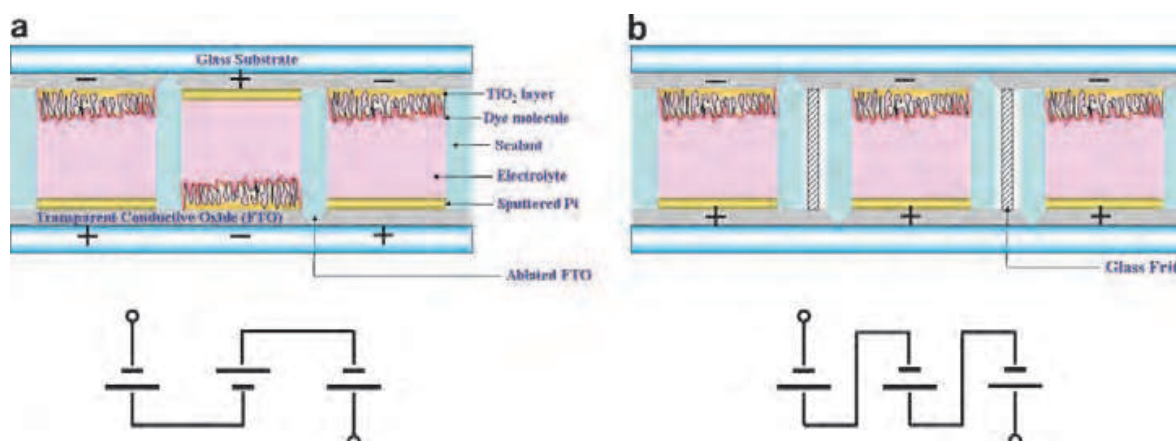 a
Glass Substrate
− + −
TiO₂ layer
Dye molecule
Sealant
Electrolyte
Sputtered Pt
Transparent Conductive Oxide (FTO)
+ − +
Ablated FTO
b
− − −
+ + +
Glass Frit